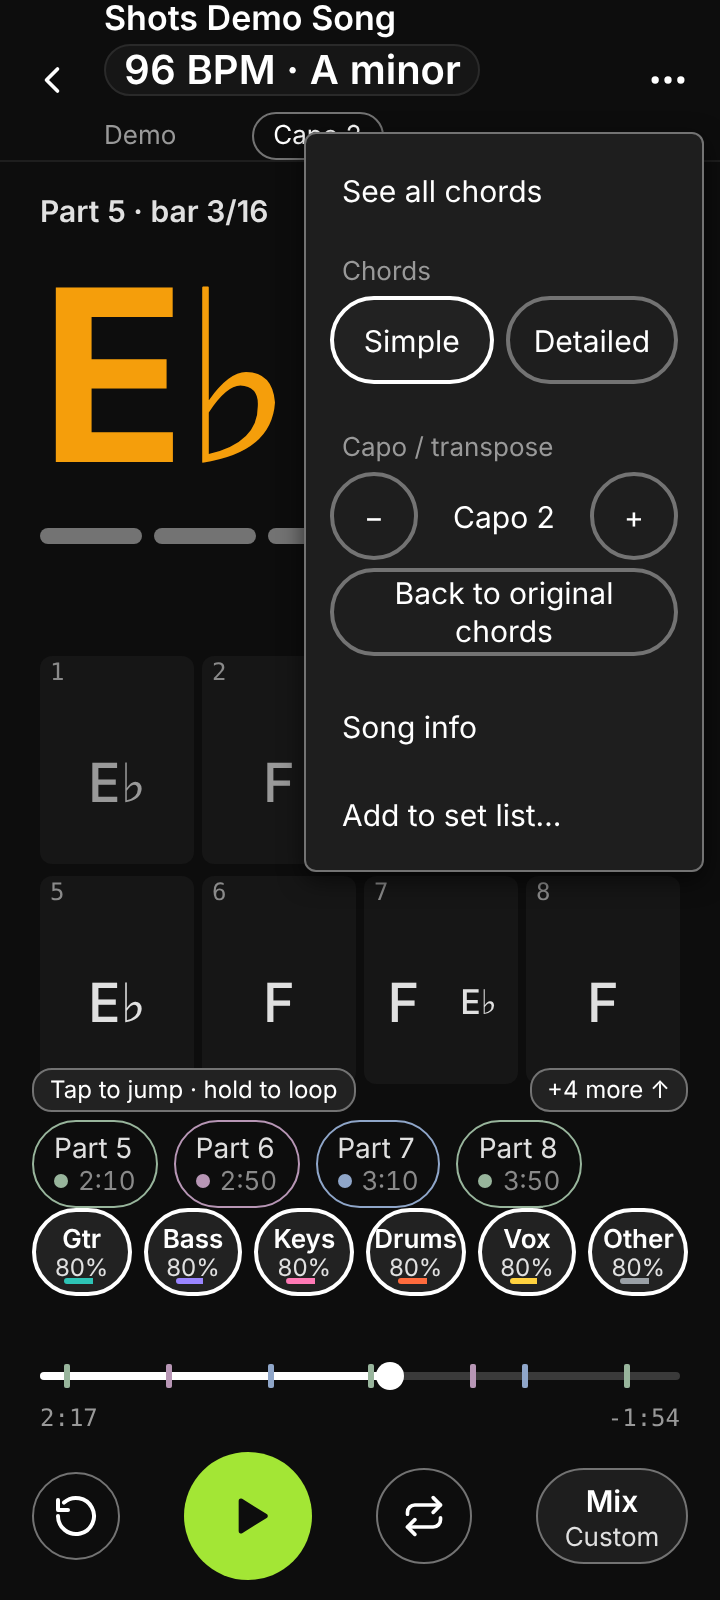 Shots Demo Song
96 BPM · A minor
Demo
Capo 2
Part 5 · bar 3/16
E♭
See all chords
Chords
Simple Detailed
Capo / transpose
− Capo 2 +
Back to original
chords
Song info
Add to set list...
1 2
E♭ F
5 6 7 8
E♭ F F E♭ F
Tap to jump · hold to loop +4 more ↑
Part 5 Part 6 Part 7 Part 8
2:10 2:50 3:10 3:50
Gtr Bass Keys Drums Vox Other
80% 80% 80% 80% 80% 80%
2:17 -1:54
Mix
Custom